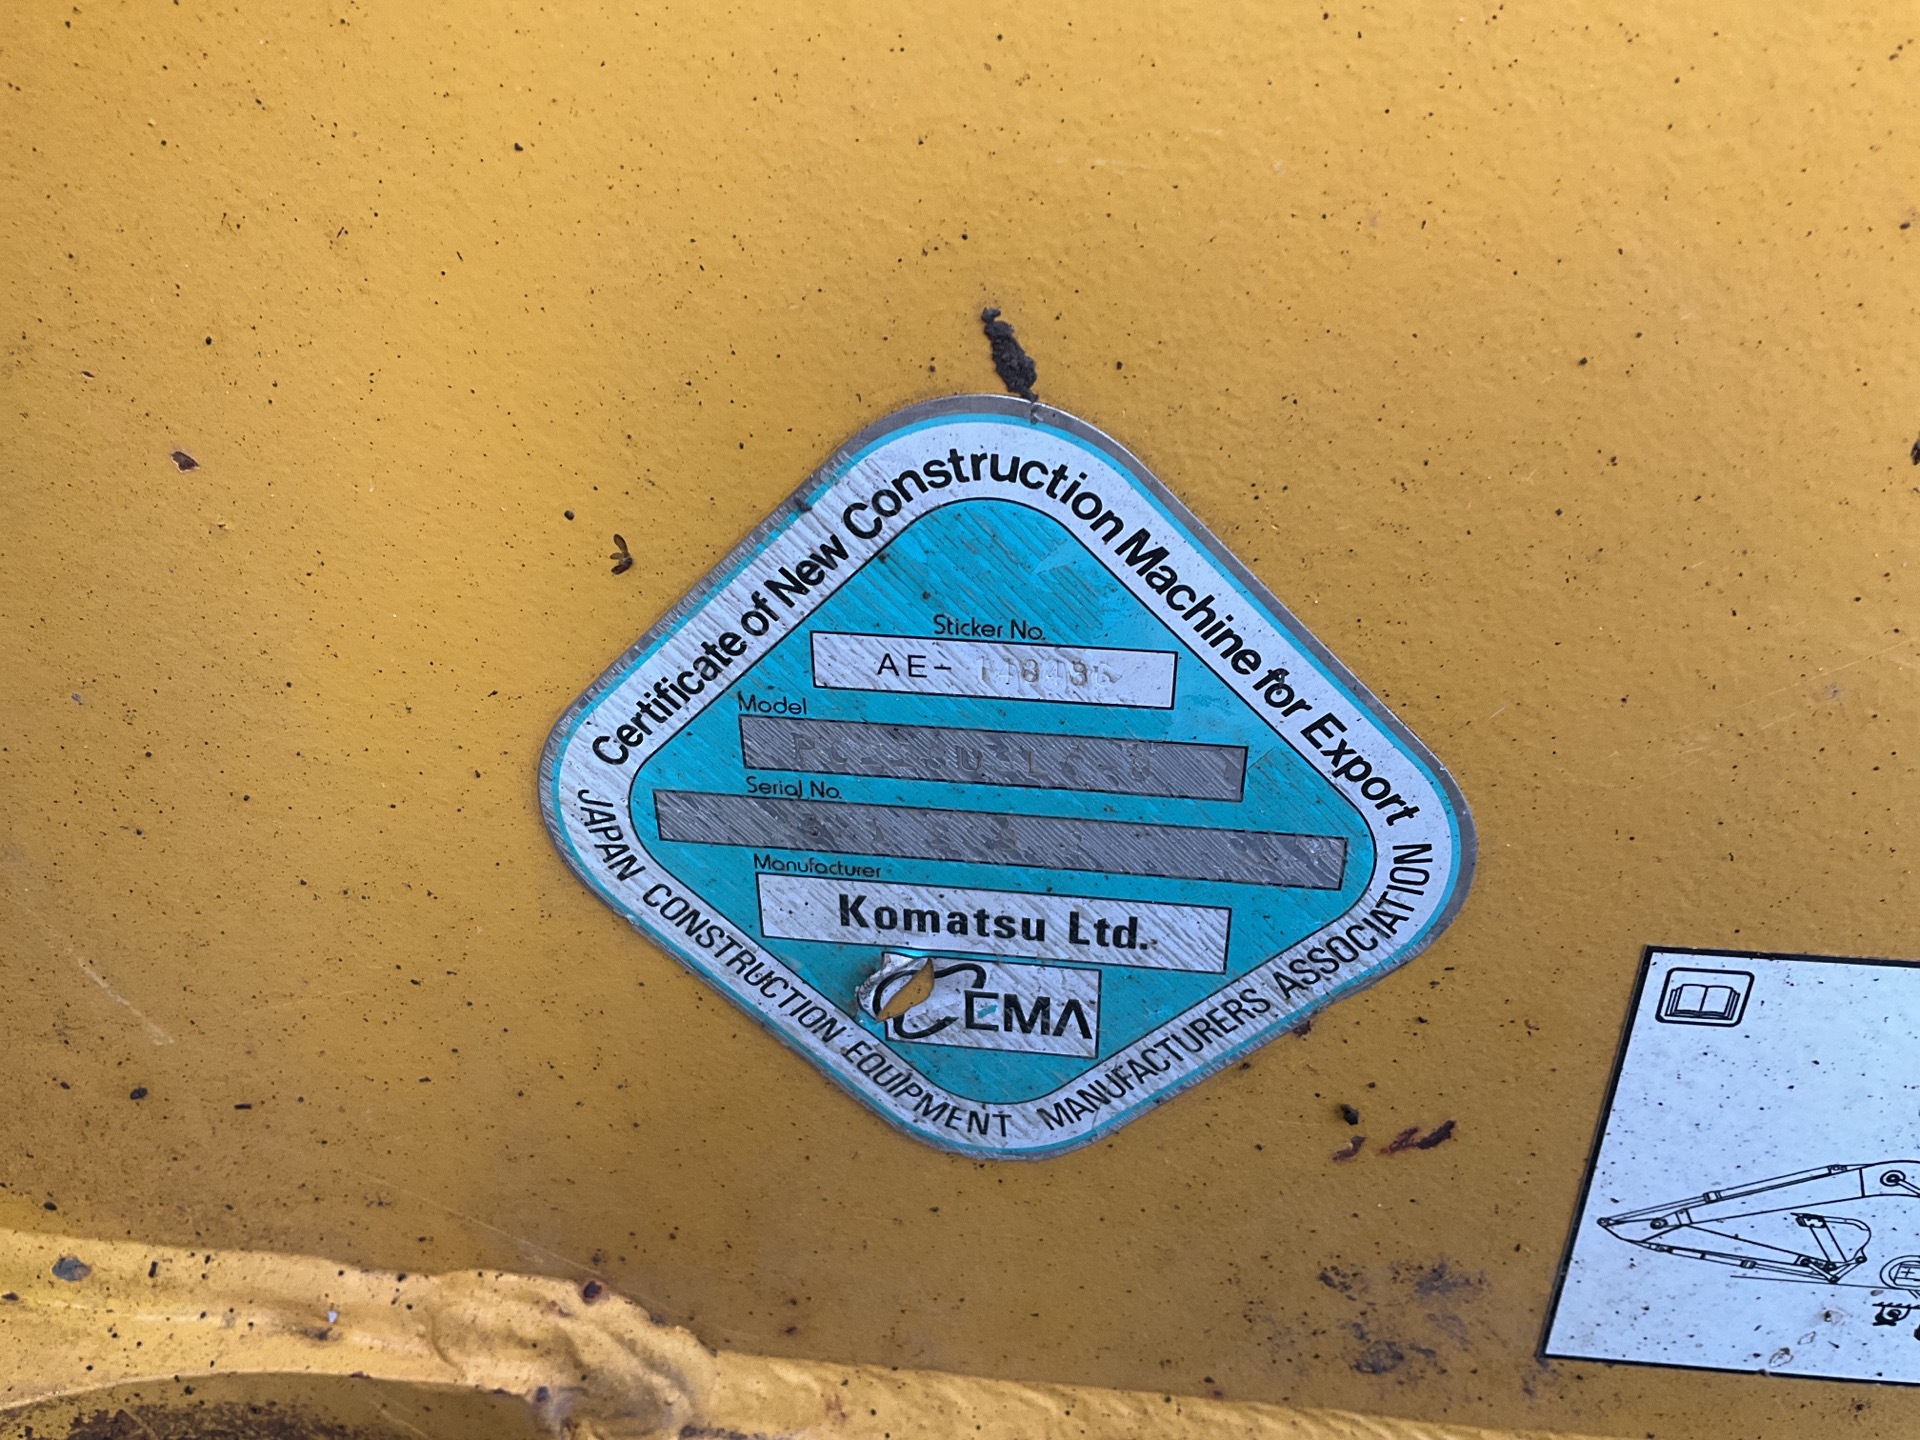 Certificate of New Construction Machine for Export
Sticker No.
AE-
Model
Serial No.
Manufacturer
Komatsu Ltd.
CEMA
JAPAN CONSTRUCTION EQUIPMENT MANUFACTURERS ASSOCIATION